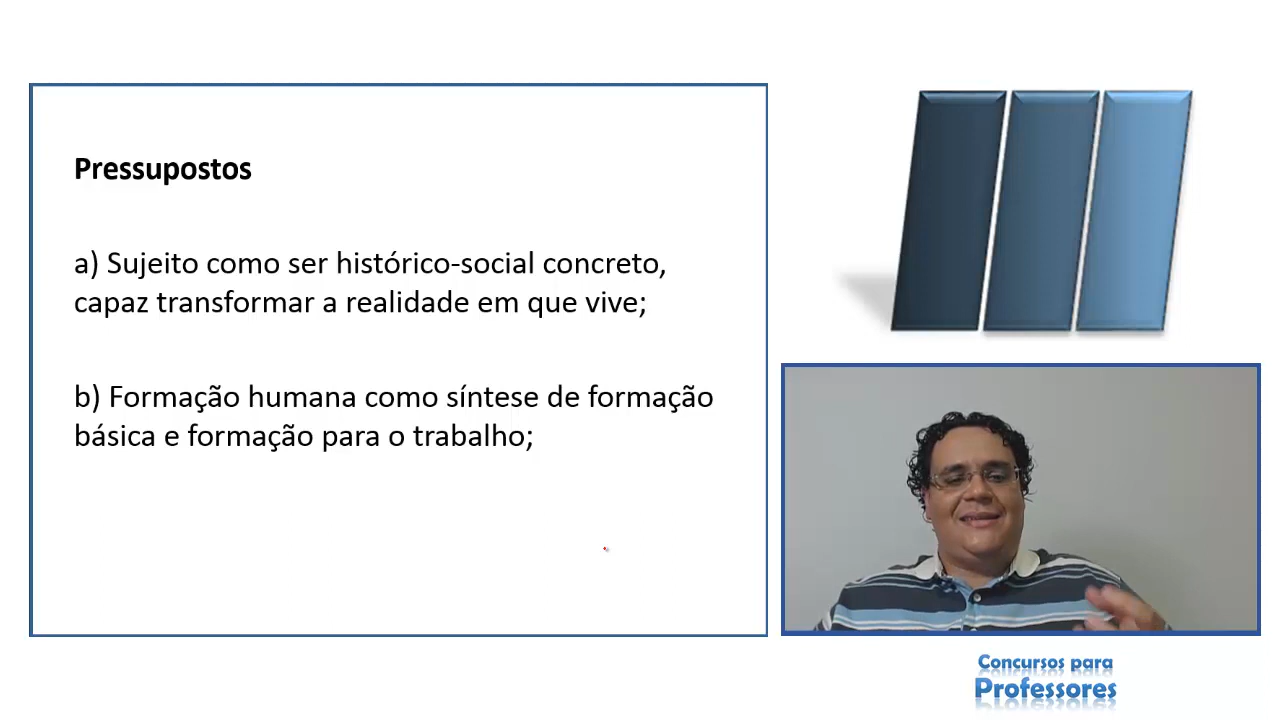 Pressupostos
a) Sujeito como ser histórico-social concreto,
capaz transformar a realidade em que vive;
b) Formação humana como síntese de formação
básica e formação para o trabalho;
Concursos para
Professores